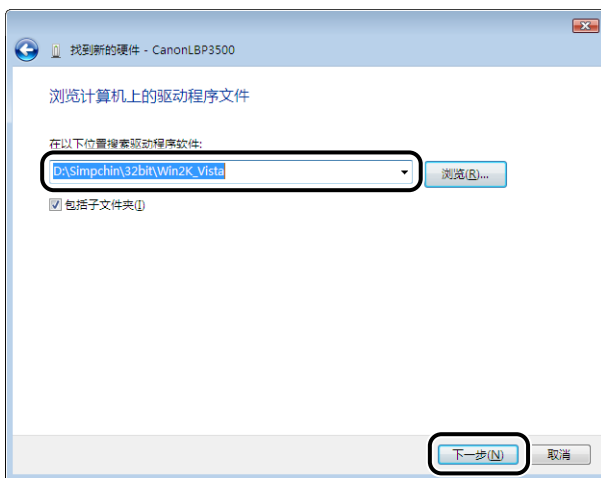 找到新的硬件 - CanonLBP3500
浏览计算机上的驱动程序文件
在以下位置搜索驱动程序软件:
D:\Simpchin\32bit\Win2K_Vista
浏览(R)...
包括子文件夹(I)
下一步(N)
取消